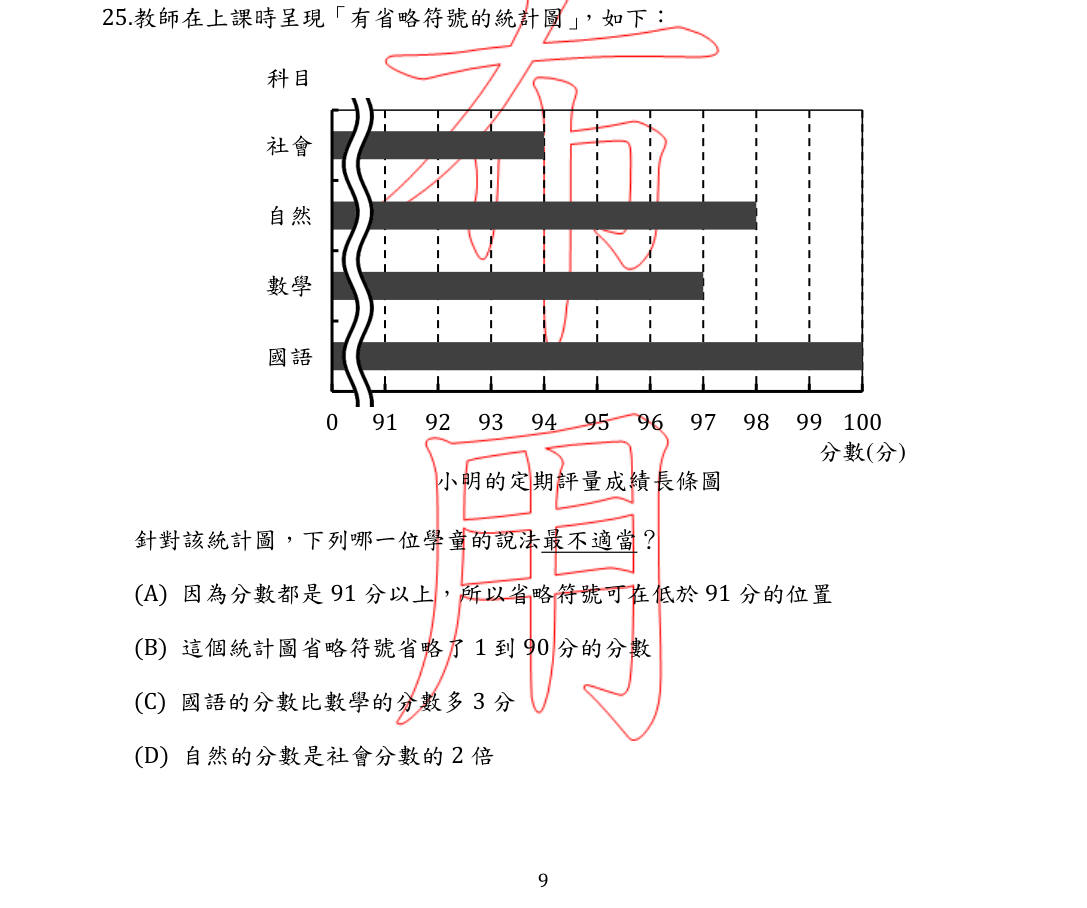 25.教師在上課時呈現「有省略符號的統計圖」，如下：
科目
社會
自然
數學
國語
0 91 92 93 94 95 96 97 98 99 100
分數(分)
小明的定期評量成績長條圖
針對該統計圖，下列哪一位學童的說法最不適當？
(A) 因為分數都是 91 分以上，所以省略符號可在低於 91 分的位置
(B) 這個統計圖省略符號省略了 1 到 90 分的分數
(C) 國語的分數比數學的分數多 3 分
(D) 自然的分數是社會分數的 2 倍
9